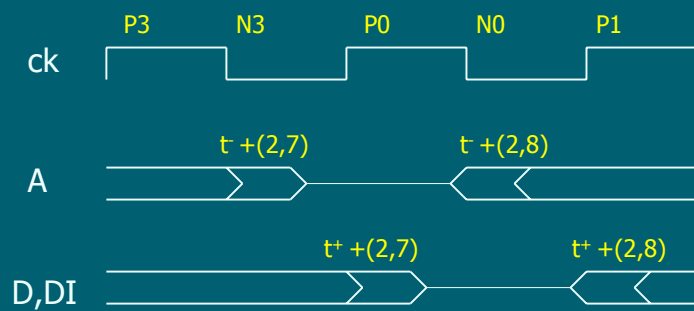 P3 N3 P0 N0 P1
ck
t⁻ +(2,7) t⁻ +(2,8)
A
t⁺ +(2,7) t⁺ +(2,8)
D,DI